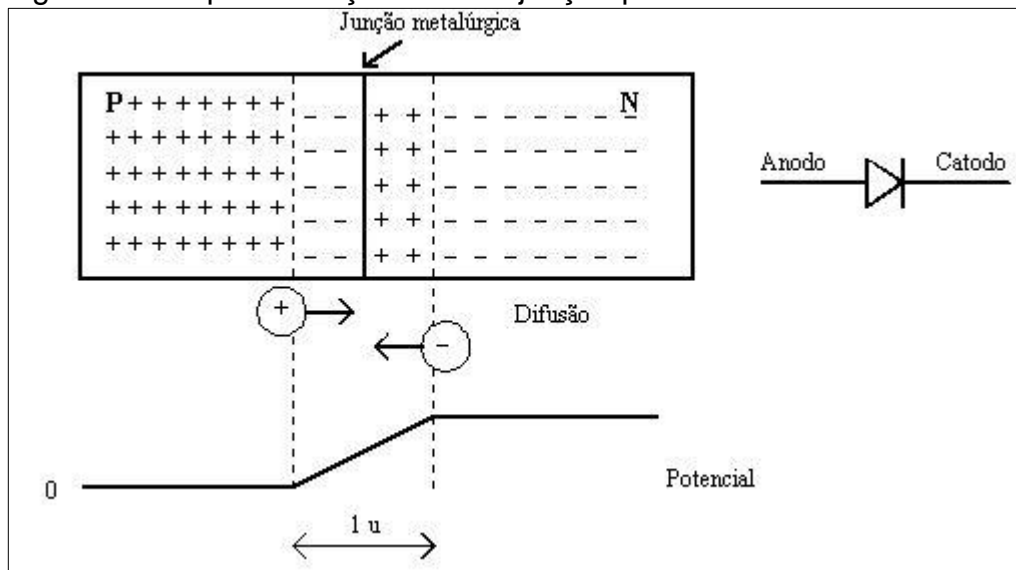 Junção metalúrgica
P + + + + + + +
N
+ + + + + + + +
+ + + + + + + +
+ + + + + + + +
+ + + + + + + +
− − + + − − − − − − −
− − + + − − − − − − −
− − + + − − − − − − −
− − + + − − − − − − −
− − + + − − − − − − −
Anodo Catodo
+ Difusão
−
0 Potencial
1 u